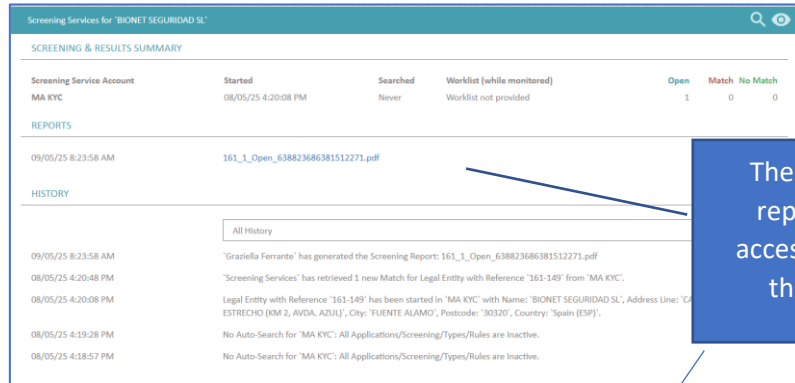 Screening Services for 'BIONET SEGURIDAD SL'
SCREENING & RESULTS SUMMARY
Screening Service Account Started Searched Worklist (while monitored) Open Match No Match
MA KYC 08/05/25 4:20:08 PM Never Worklist not provided 1 0 0
REPORTS
09/05/25 8:23:58 AM 161_1_Open_638823686381512271.pdf
HISTORY
All History
09/05/25 8:23:58 AM 'Graziella Ferrante' has generated the Screening Report: 161_1_Open_638823686381512271.pdf
08/05/25 4:20:48 PM 'Screening Services' has retrieved 1 new Match for Legal Entity with Reference '161-149' from 'MA KYC'.
08/05/25 4:20:08 PM Legal Entity with Reference '161-149' has been started in 'MA KYC' with Name: 'BIONET SEGURIDAD SL', Address Line: 'CA
ESTRECHO (KM 2, AVDA. AZUL)', City: 'FUENTE ALAMO', Postcode: '30320', Country: 'Spain (ESP)'.
08/05/25 4:19:28 PM No Auto-Search for 'MA KYC': All Applications/Screening/Types/Rules are Inactive.
08/05/25 4:18:57 PM No Auto-Search for 'MA KYC': All Applications/Screening/Types/Rules are Inactive.
The
rep
acces
th